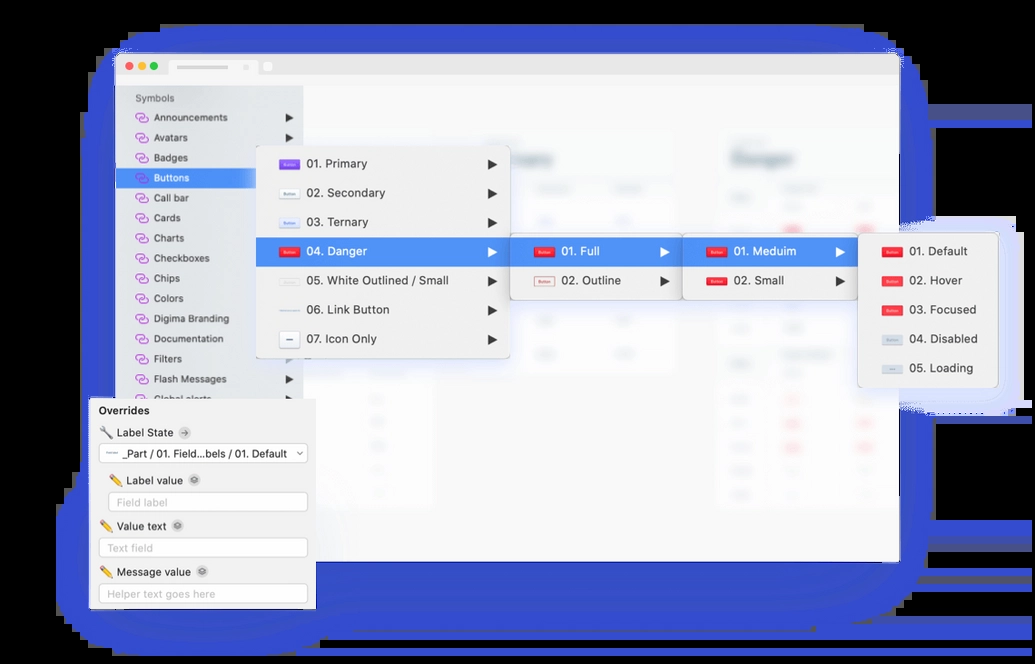 Symbols
Announcements
Avatars
Badges
Buttons
Call bar
Cards
Charts
Checkboxes
Chips
Colors
Digima Branding
Documentation
Filters
Flash Messages
Global alerts
01. Primary
02. Secondary
03. Ternary
04. Danger
05. White Outlined / Small
06. Link Button
07. Icon Only
01. Full
02. Outline
01. Meduim
02. Small
01. Default
02. Hover
03. Focused
04. Disabled
05. Loading
Danger
Overrides
Label State
_Part / 01. Field...bels / 01. Default
Label value
Field label
Value text
Text field
Message value
Helper text goes here